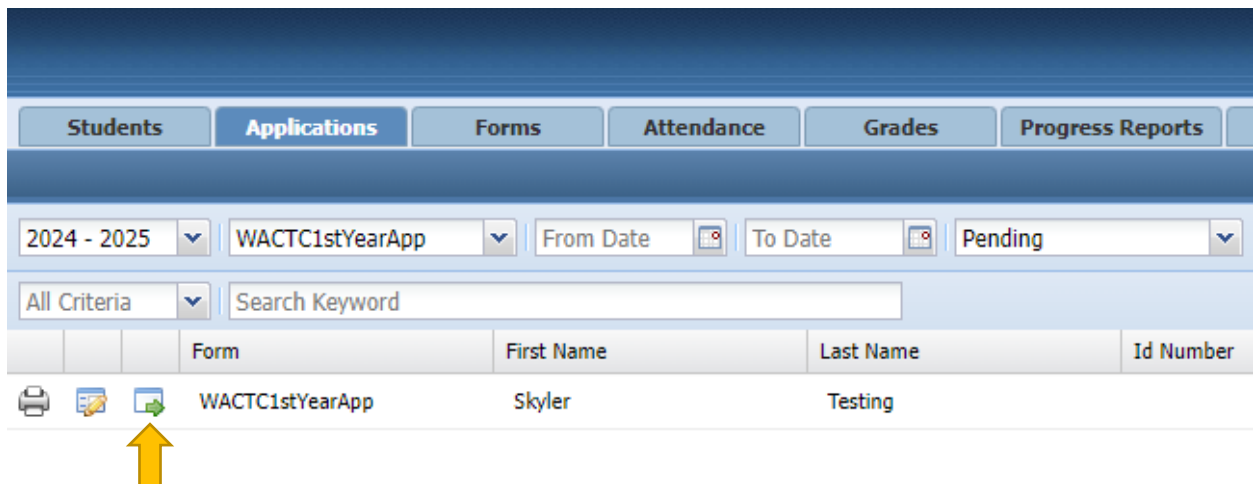 Students Applications Forms Attendance Grades Progress Reports
2024 - 2025 WACTC1stYearApp From Date To Date Pending
All Criteria Search Keyword
Form First Name Last Name Id Number
WACTC1stYearApp Skyler Testing